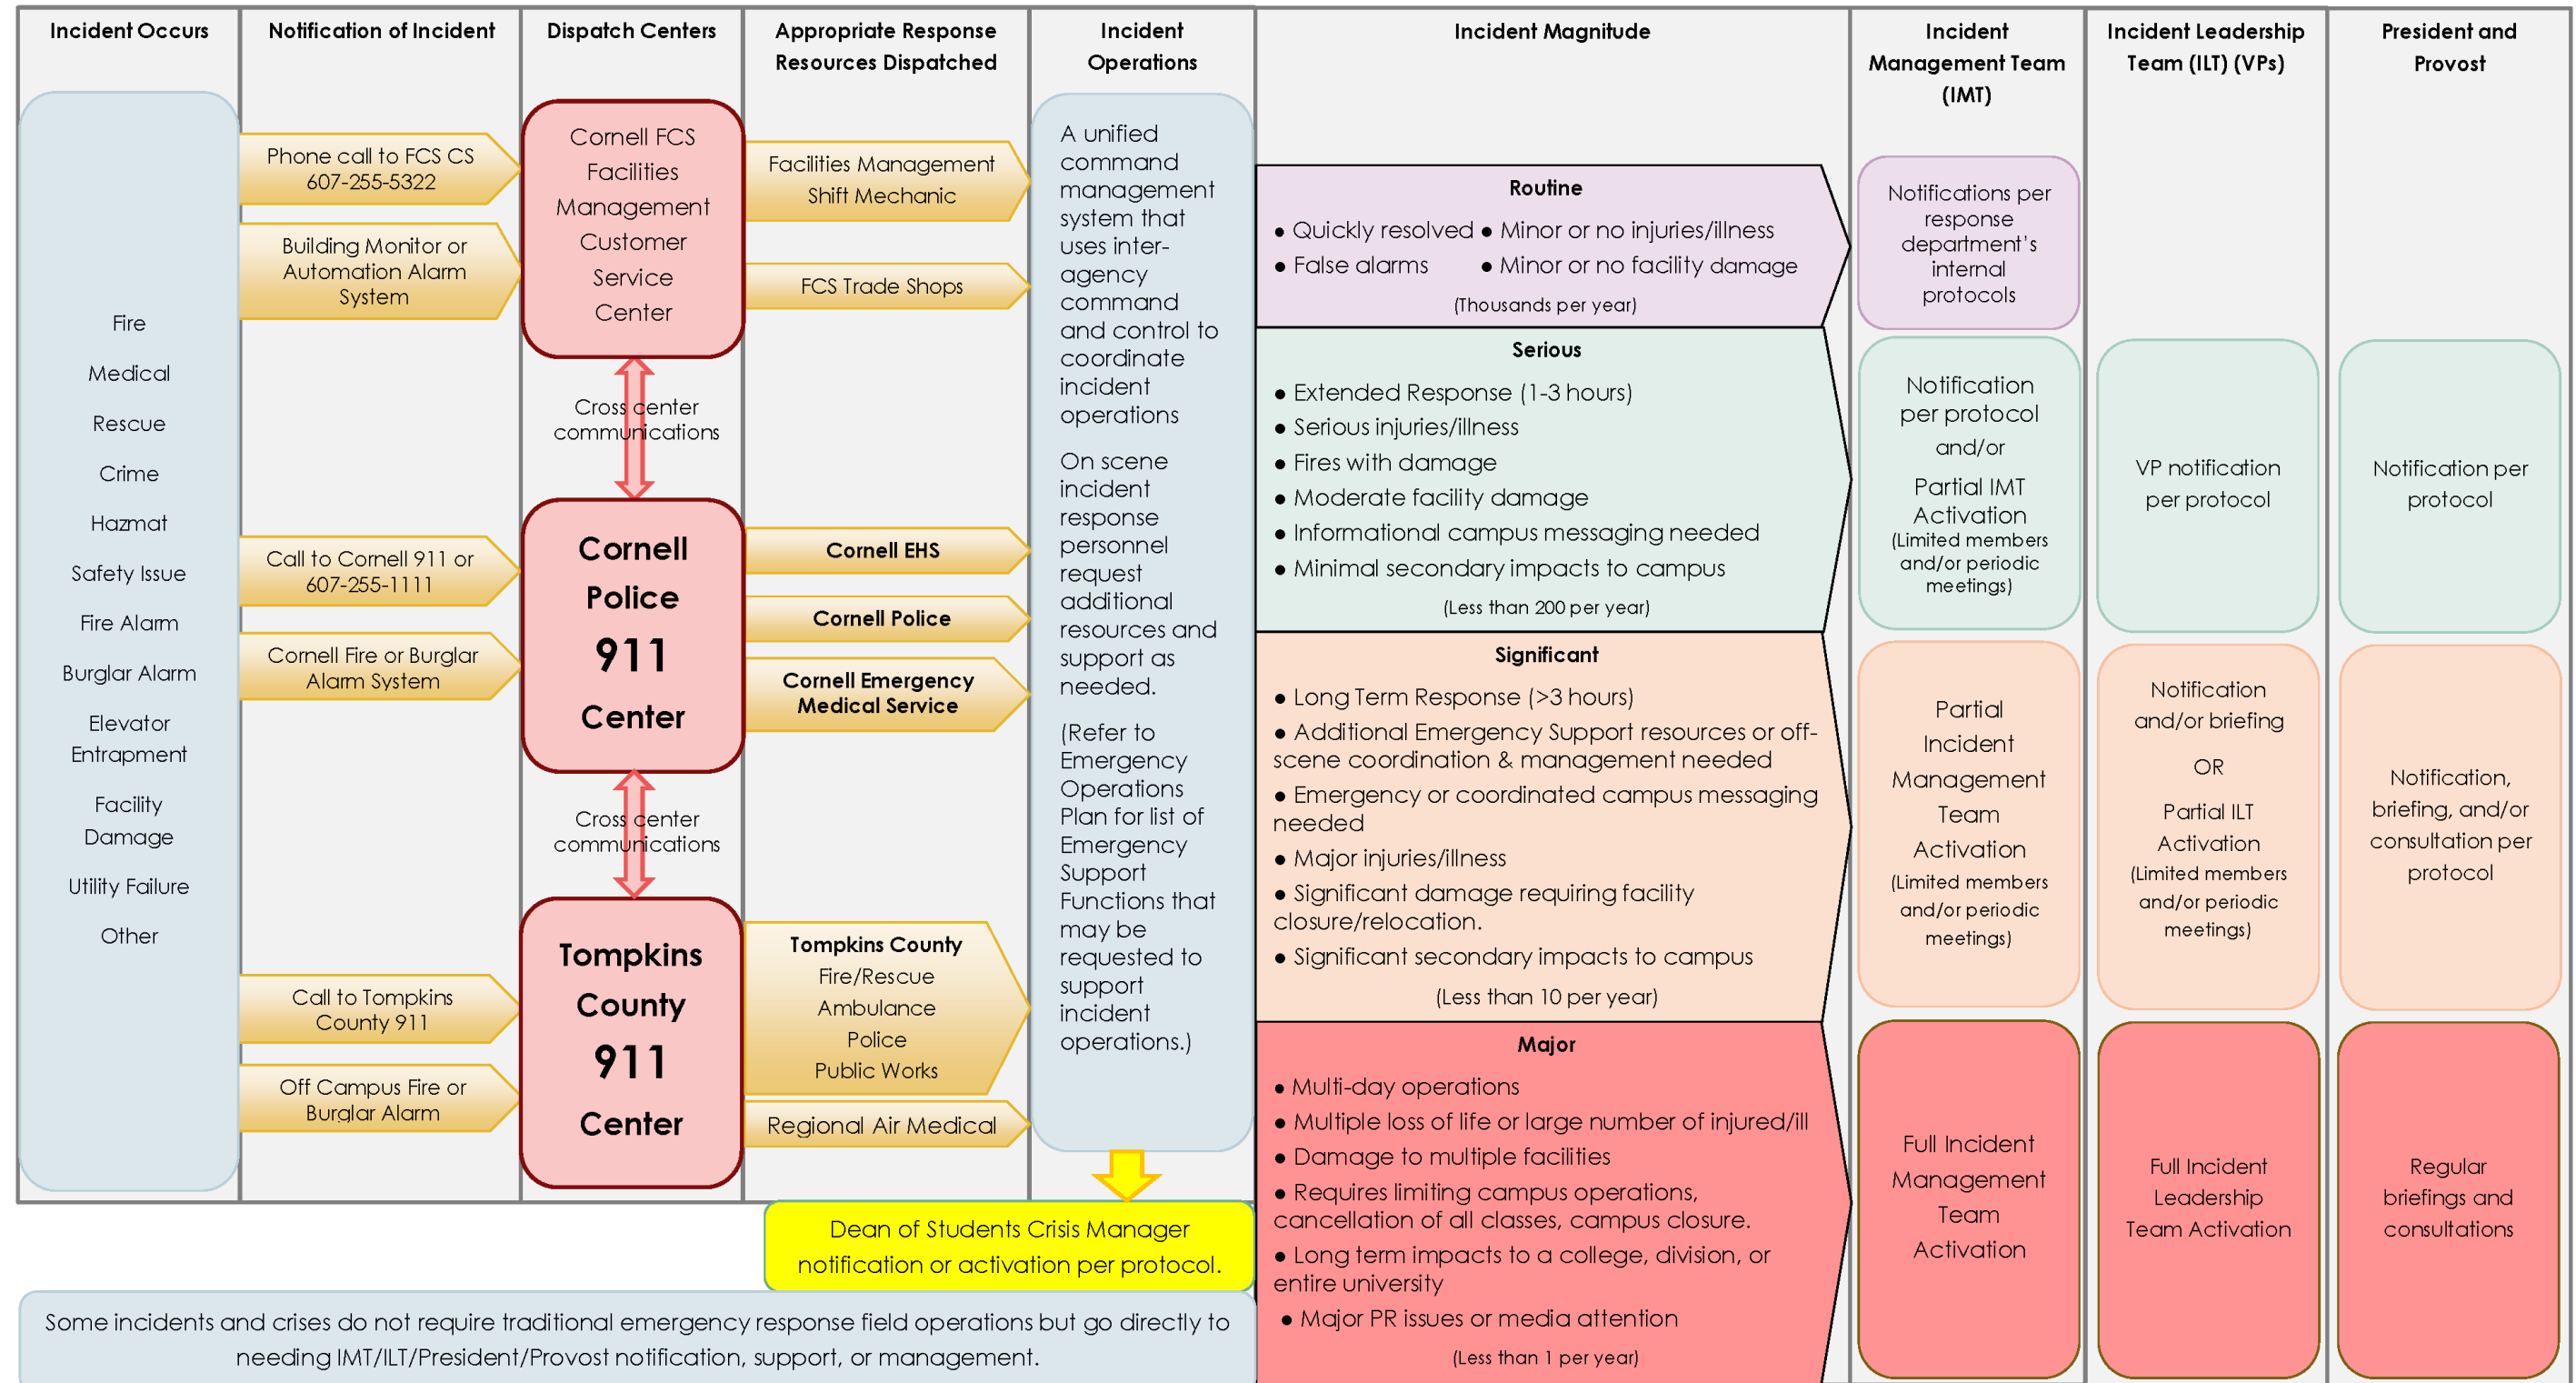 Incident Occurs
Notification of Incident
Dispatch Centers
Appropriate Response
Resources Dispatched
Incident
Operations
Incident Magnitude
Incident
Management Team
(IMT)
Incident Leadership
Team (ILT) (VPs)
President and
Provost
Fire
Medical
Rescue
Crime
Hazmat
Safety Issue
Fire Alarm
Burglar Alarm
Elevator
Entrapment
Facility
Damage
Utility Failure
Other
Phone call to FCS CS
607-255-5322
Building Monitor or
Automation Alarm
System
Call to Cornell 911 or
607-255-1111
Cornell Fire or Burglar
Alarm System
Call to Tompkins
County 911
Off Campus Fire or
Burglar Alarm
Cornell FCS
Facilities
Management
Customer
Service
Center
Cross center
communications
Cornell
Police
911
Center
Cross center
communications
Tompkins
County
911
Center
Facilities Management
Shift Mechanic
FCS Trade Shops
Cornell EHS
Cornell Police
Cornell Emergency
Medical Service
Tompkins County
Fire/Rescue
Ambulance
Police
Public Works
Regional Air Medical
A unified
command
management
system that
uses inter-
agency
command
and control to
coordinate
incident
operations
On scene
incident
response
personnel
request
additional
resources and
support as
needed.
(Refer to
Emergency
Operations
Plan for list of
Emergency
Support
Functions that
may be
requested to
support
incident
operations.)
Dean of Students Crisis Manager
notification or activation per protocol.
Some incidents and crises do not require traditional emergency response field operations but go directly to
needing IMT/ILT/President/Provost notification, support, or management.
Routine
● Quickly resolved ● Minor or no injuries/illness
● False alarms ● Minor or no facility damage
(Thousands per year)
Serious
● Extended Response (1-3 hours)
● Serious injuries/illness
● Fires with damage
● Moderate facility damage
● Informational campus messaging needed
● Minimal secondary impacts to campus
(Less than 200 per year)
Significant
● Long Term Response (>3 hours)
● Additional Emergency Support resources or off-
scene coordination & management needed
● Emergency or coordinated campus messaging
needed
● Major injuries/illness
● Significant damage requiring facility
closure/relocation.
● Significant secondary impacts to campus
(Less than 10 per year)
Major
● Multi-day operations
● Multiple loss of life or large number of injured/ill
● Damage to multiple facilities
● Requires limiting campus operations,
cancellation of all classes, campus closure.
● Long term impacts to a college, division, or
entire university
● Major PR issues or media attention
(Less than 1 per year)
Notifications per
response
department's
internal
protocols
Notification
per protocol
and/or
Partial IMT
Activation
(Limited members
and/or periodic
meetings)
VP notification
per protocol
Notification per
protocol
Partial
Incident
Management
Team
Activation
(Limited members
and/or periodic
meetings)
Notification
and/or briefing
OR
Partial ILT
Activation
(Limited members
and/or periodic
meetings)
Notification,
briefing, and/or
consultation per
protocol
Full Incident
Management
Team
Activation
Full Incident
Leadership
Team Activation
Regular
briefings and
consultations